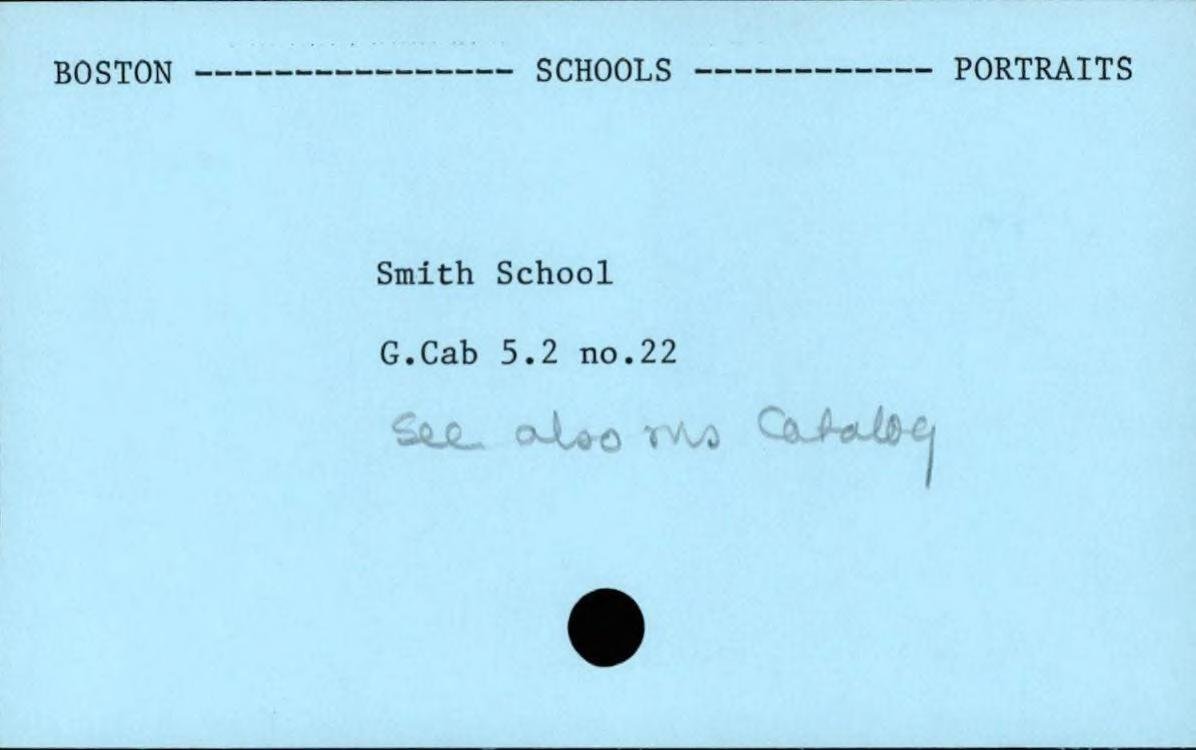 BOSTON ---------------- SCHOOLS ------------ PORTRAITS
Smith School
G.Cab 5.2 no.22
See also ms Catalog